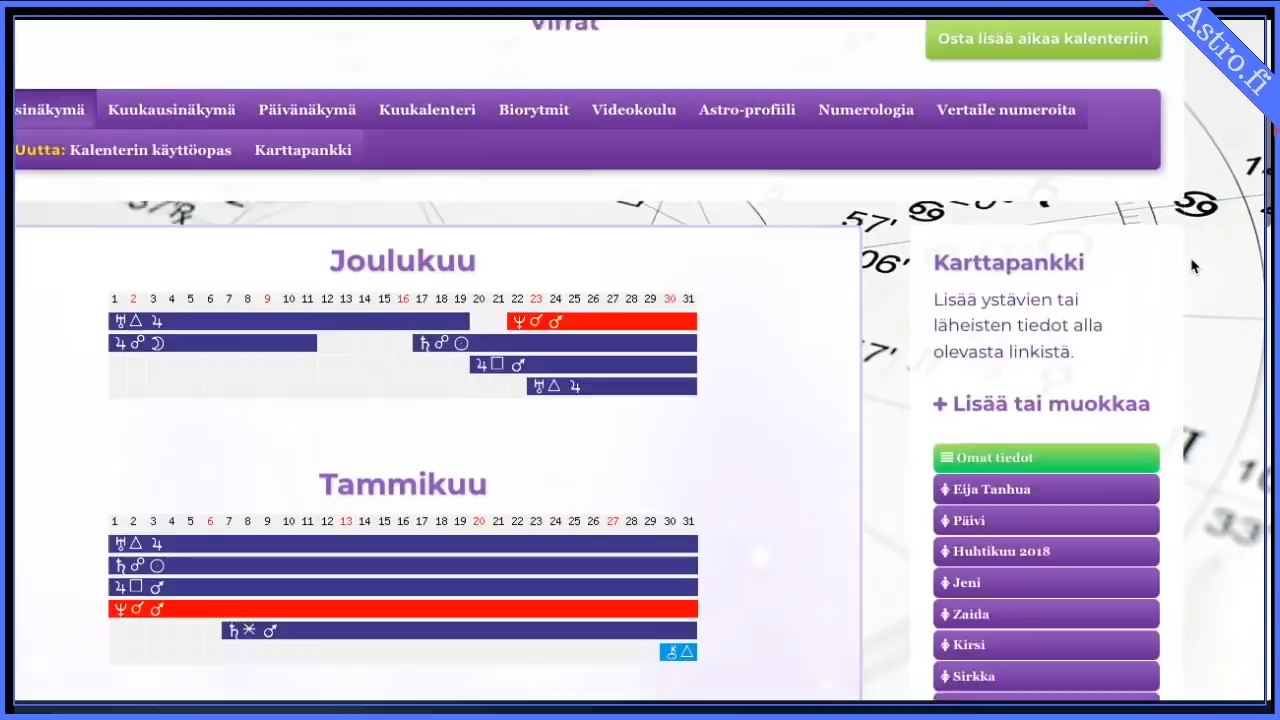 Virrat
Osta lisää aikaa kalenteriin
Astro.fi
sinäkymä Kuukausinäkymä Päivänäkymä Kuukalenteri Biorytmit Videokoulu Astro-profiili Numerologia Vertaile numeroita
Uutta: Kalenterin käyttöopas Karttapankki
57'
06'
Joulukuu
1 2 3 4 5 6 7 8 9 10 11 12 13 14 15 16 17 18 19 20 21 22 23 24 25 26 27 28 29 30 31
♅ △ ♃ ♆ ☌ ♂
♃ ☍ ☽ ♄ ☍ ☉
♃ □ ♂
♅ △ ♃
Tammikuu
1 2 3 4 5 6 7 8 9 10 11 12 13 14 15 16 17 18 19 20 21 22 23 24 25 26 27 28 29 30 31
♅ △ ♃
♄ ☍ ☉
♃ □ ♂
♆ ☌ ♂
♄ ⚹ ♂
⚷ △
Karttapankki
Lisää ystävien tai
läheisten tiedot alla
olevasta linkistä.
+ Lisää tai muokkaa
Omat tiedot
Eija Tanhua
Päivi
Huhtikuu 2018
Jeni
Zaida
Kirsi
Sirkka
33'